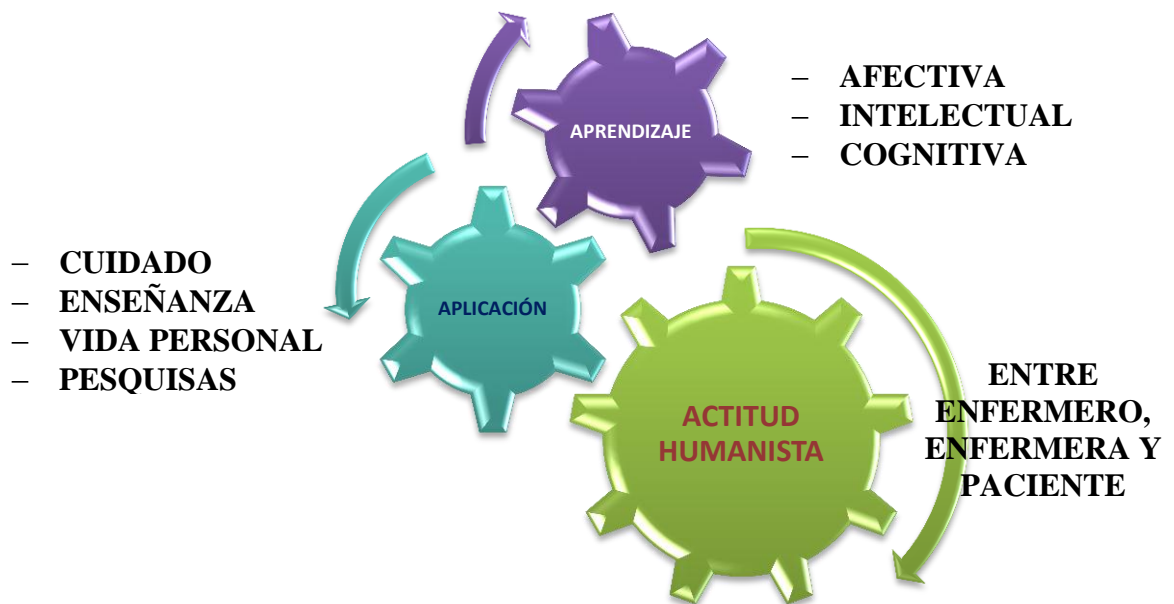 APRENDIZAJE
– AFECTIVA
– INTELECTUAL
– COGNITIVA
– CUIDADO
– ENSEÑANZA
– VIDA PERSONAL
– PESQUISAS
APLICACIÓN
ACTITUD
HUMANISTA
ENTRE
ENFERMERO,
ENFERMERA Y
PACIENTE